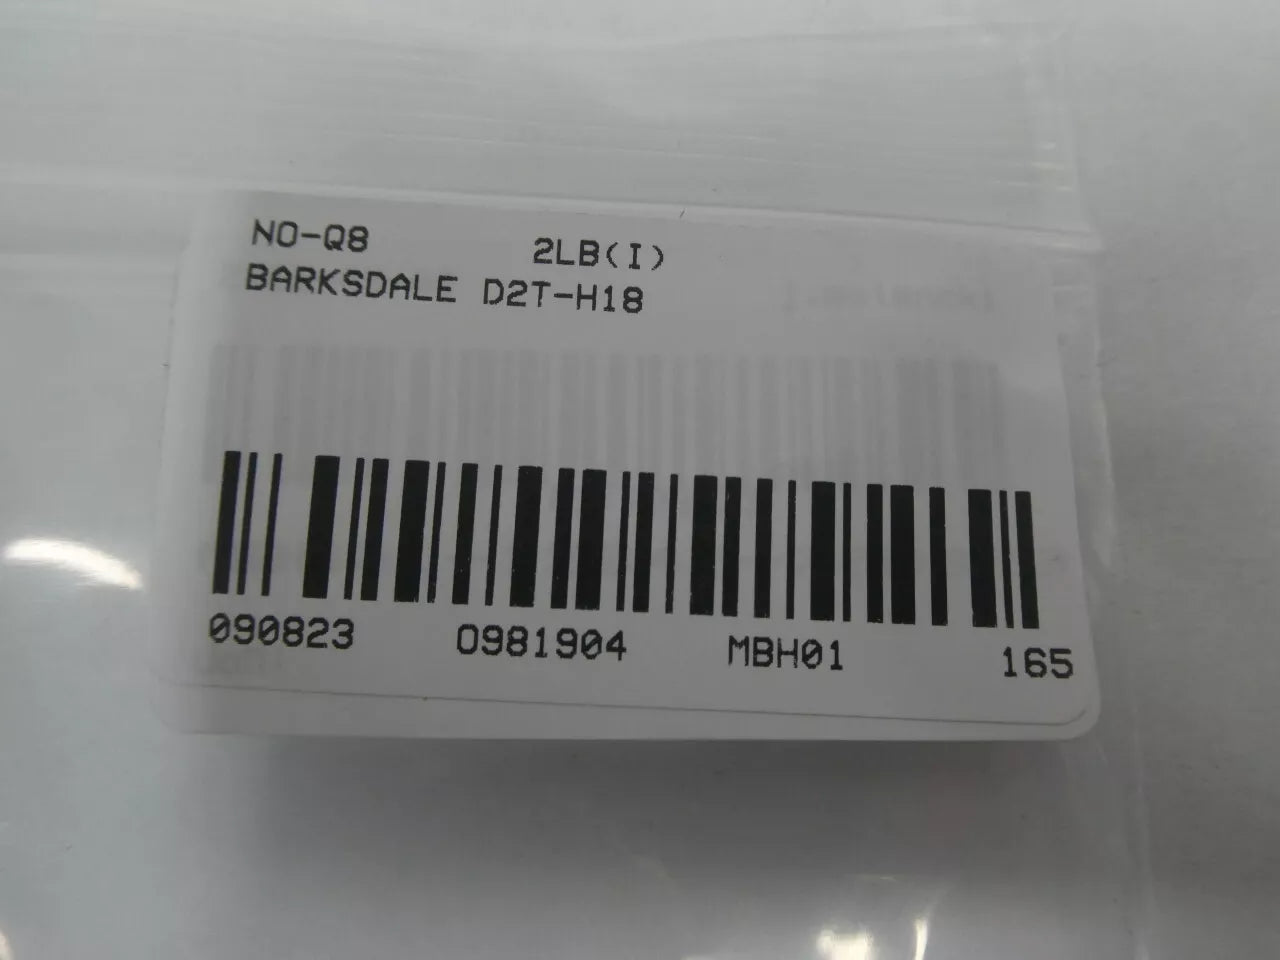 NO-Q8 2LB(I)
BARKSDALE D2T-H18
090823 0981904 MBH01 165